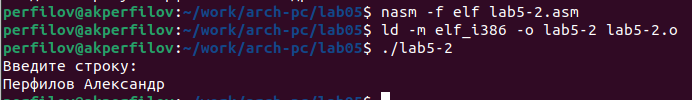 perfilov@akperfilov:~/work/arch-pc/lab05$ nasm -f elf lab5-2.asm
perfilov@akperfilov:~/work/arch-pc/lab05$ ld -m elf_i386 -o lab5-2 lab5-2.o
perfilov@akperfilov:~/work/arch-pc/lab05$ ./lab5-2
Введите строку:
Перфилов Александр
perfilov@akperfilov:~/work/arch-pc/lab05$